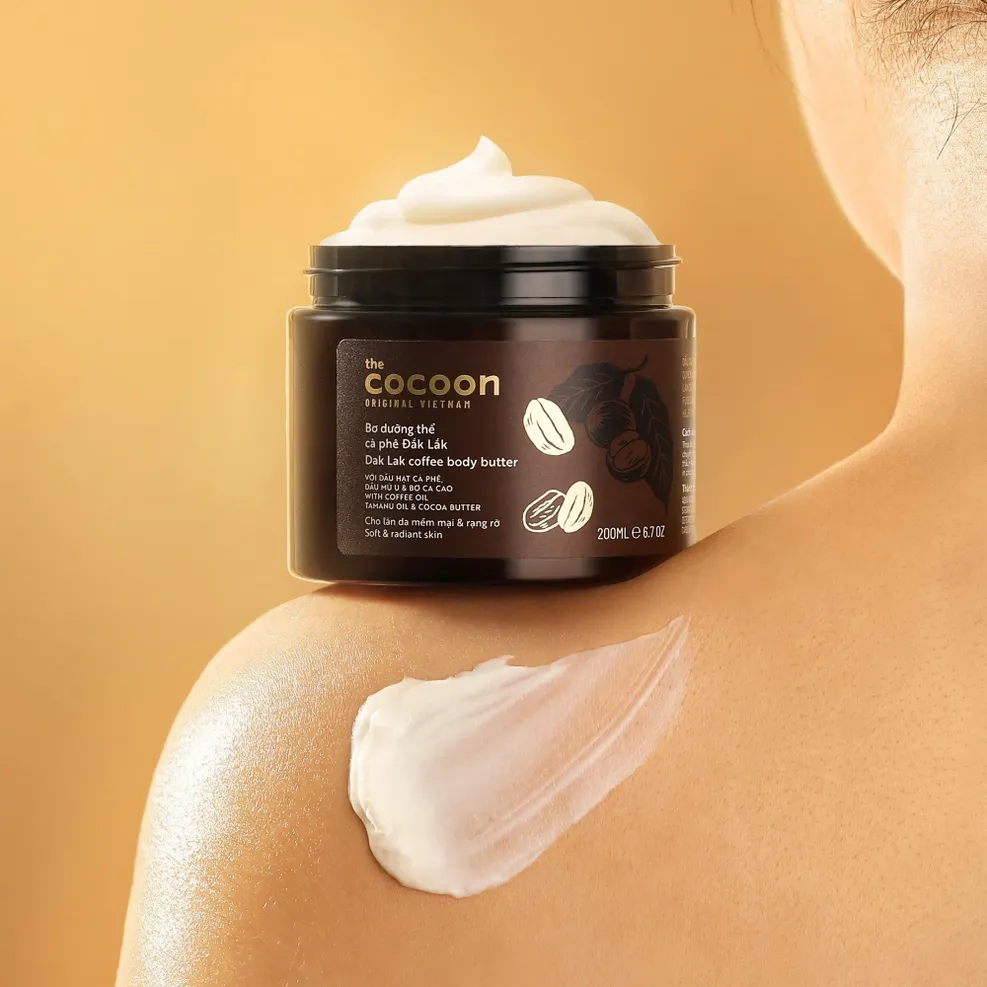 the
cocoon
ORIGINAL VIETNAM
Bơ dưỡng thể
cà phê Đắk Lắk
Dak Lak coffee body butter
VỚI DẦU HẠT CÀ PHÊ,
DẦU MÙ U & BƠ CA CAO
WITH COFFEE OIL
TAMANU OIL & COCOA BUTTER
Cho làn da mềm mại & rạng rỡ
Soft & radiant skin
200ML ℮ 6.7 OZ